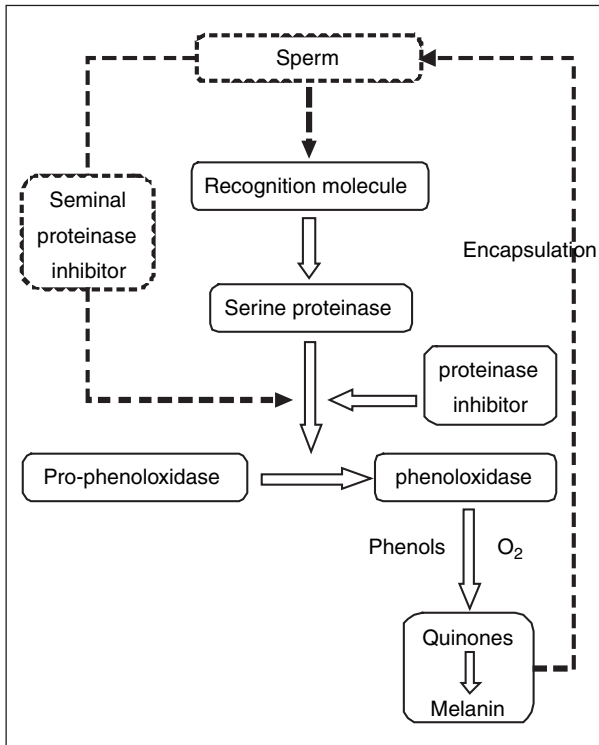 Sperm
Recognition molecule
Seminal
proteinase
inhibitor
Encapsulation
Serine proteinase
proteinase
inhibitor
Pro-phenoloxidase
phenoloxidase
Phenols O₂
Quinones
Melanin